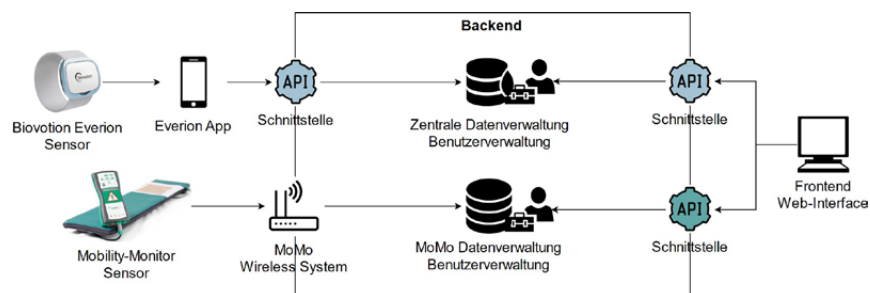 Backend
API
API
Biovotion Everion
Sensor
Everion App
Schnittstelle
Zentrale Datenverwaltung
Benutzerverwaltung
Schnittstelle
Frontend
Web-Interface
API
Mobility-Monitor
Sensor
MoMo
Wireless System
MoMo Datenverwaltung
Benutzerverwaltung
Schnittstelle